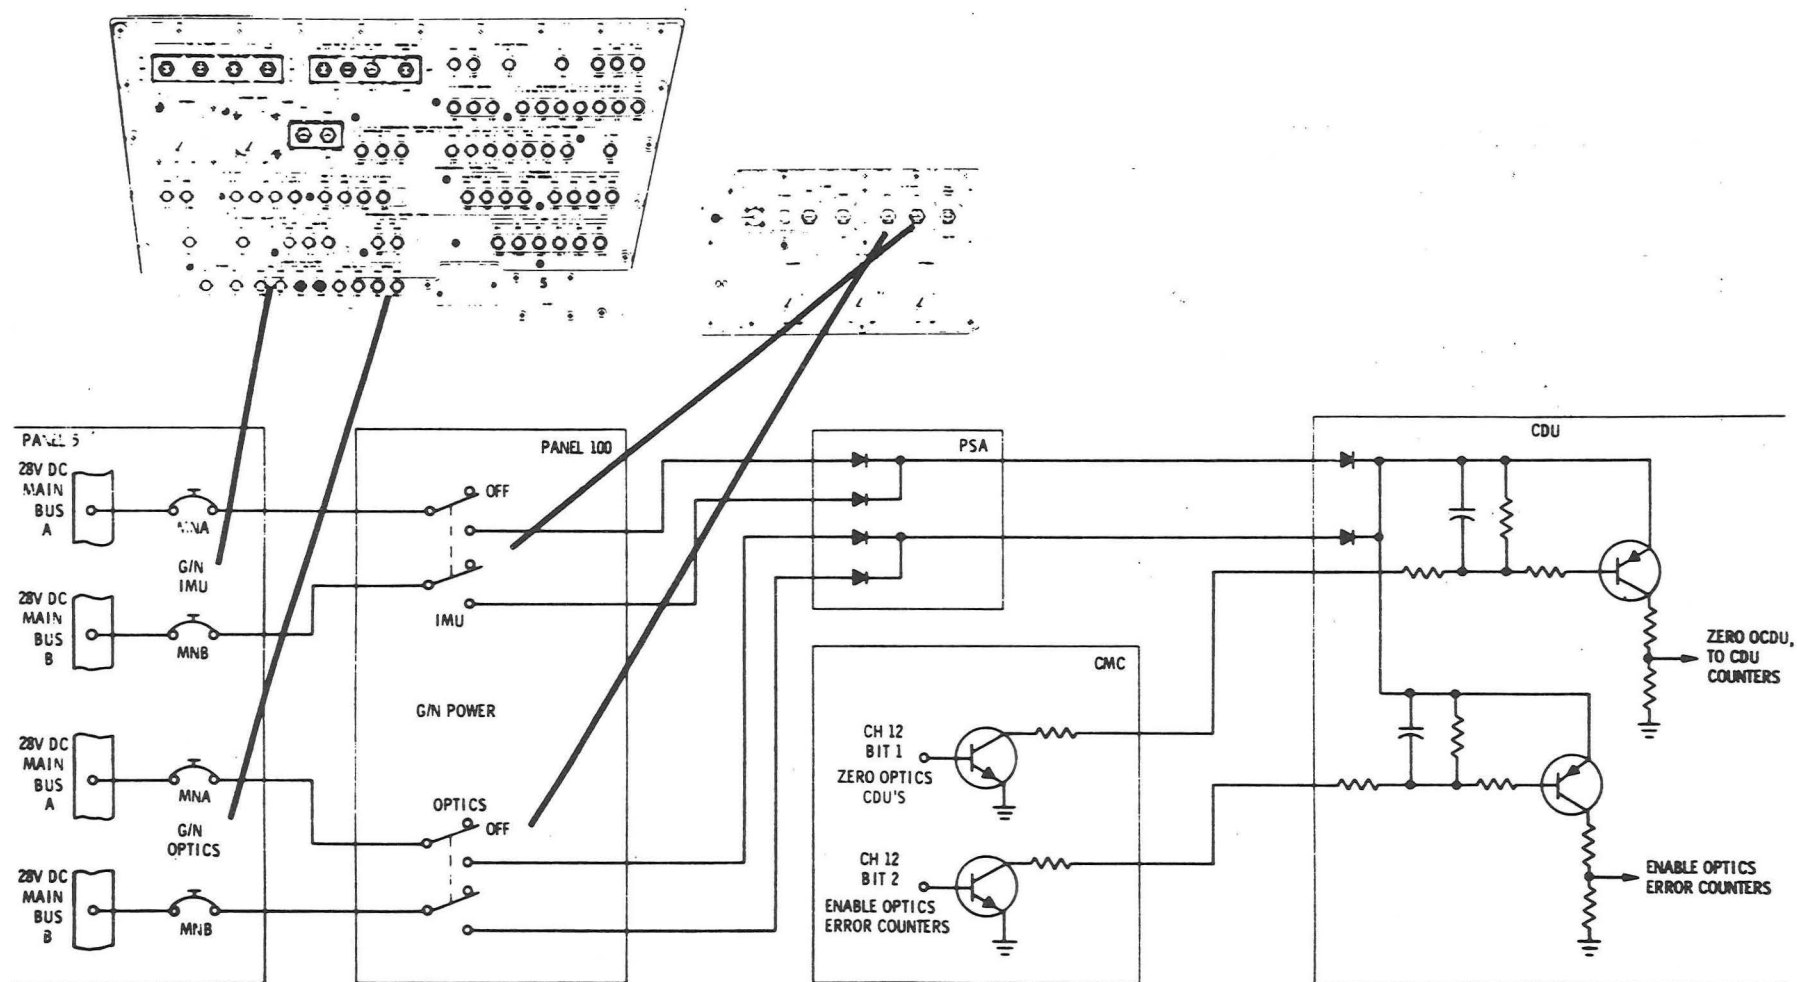 5
PANEL 5
28V DC
MAIN
BUS
A
MNA
G/N
IMU
28V DC
MAIN
BUS
B
MNB
28V DC
MAIN
BUS
A
MNA
G/N
OPTICS
28V DC
MAIN
BUS
B
MNB
PANEL 100
OFF
IMU
G/N POWER
OPTICS
OFF
PSA
CMC
CH 12
BIT 1
ZERO OPTICS
CDU'S
CH 12
BIT 2
ENABLE OPTICS
ERROR COUNTERS
CDU
ZERO OCDU,
TO CDU
COUNTERS
ENABLE OPTICS
ERROR COUNTERS